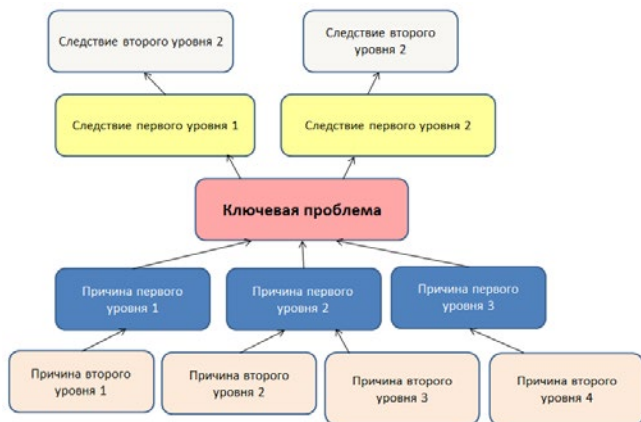 Следствие второго уровня 2
Следствие второго
уровня 2
Следствие первого уровня 1
Следствие первого уровня 2
Ключевая проблема
Причина первого
уровня 1
Причина первого
уровня 2
Причина первого
уровня 3
Причина второго
уровня 1
Причина второго
уровня 2
Причина второго
уровня 3
Причина второго
уровня 4